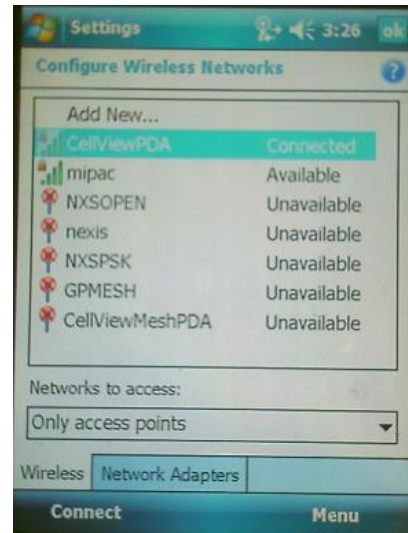 Settings 3:26 ok
Configure Wireless Networks ?
Add New...
CellViewPDA Connected
mipac Available
NXSOPEN Unavailable
nexis Unavailable
NXSPSK Unavailable
GPMESH Unavailable
CellViewMeshPDA Unavailable
Networks to access:
Only access points
Wireless Network Adapters
Connect Menu